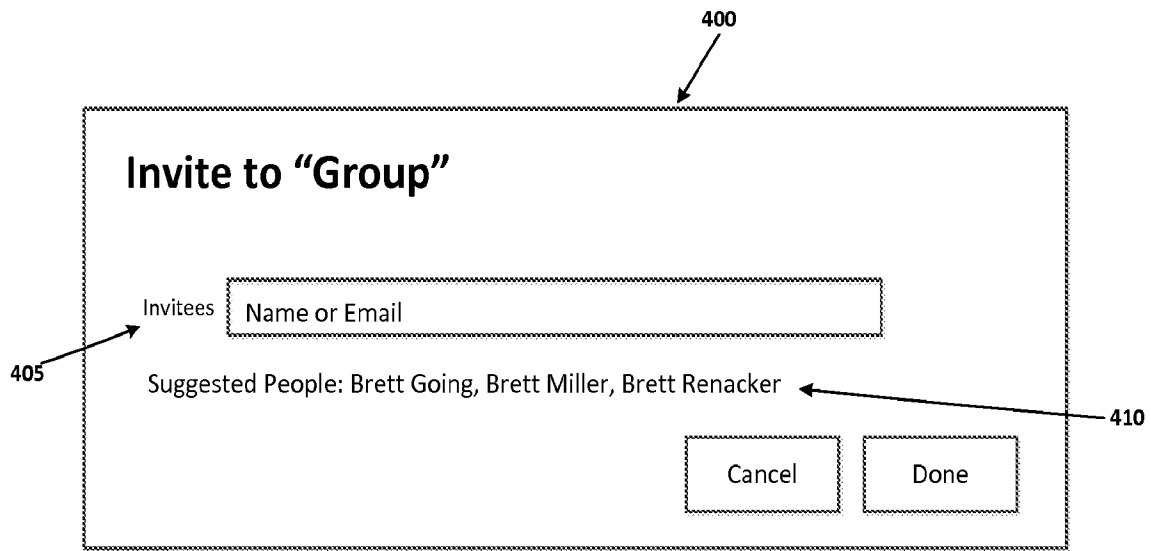 400
Invite to “Group”
Invitees
Name or Email
405
Suggested People: Brett Going, Brett Miller, Brett Renacker
410
Cancel
Done